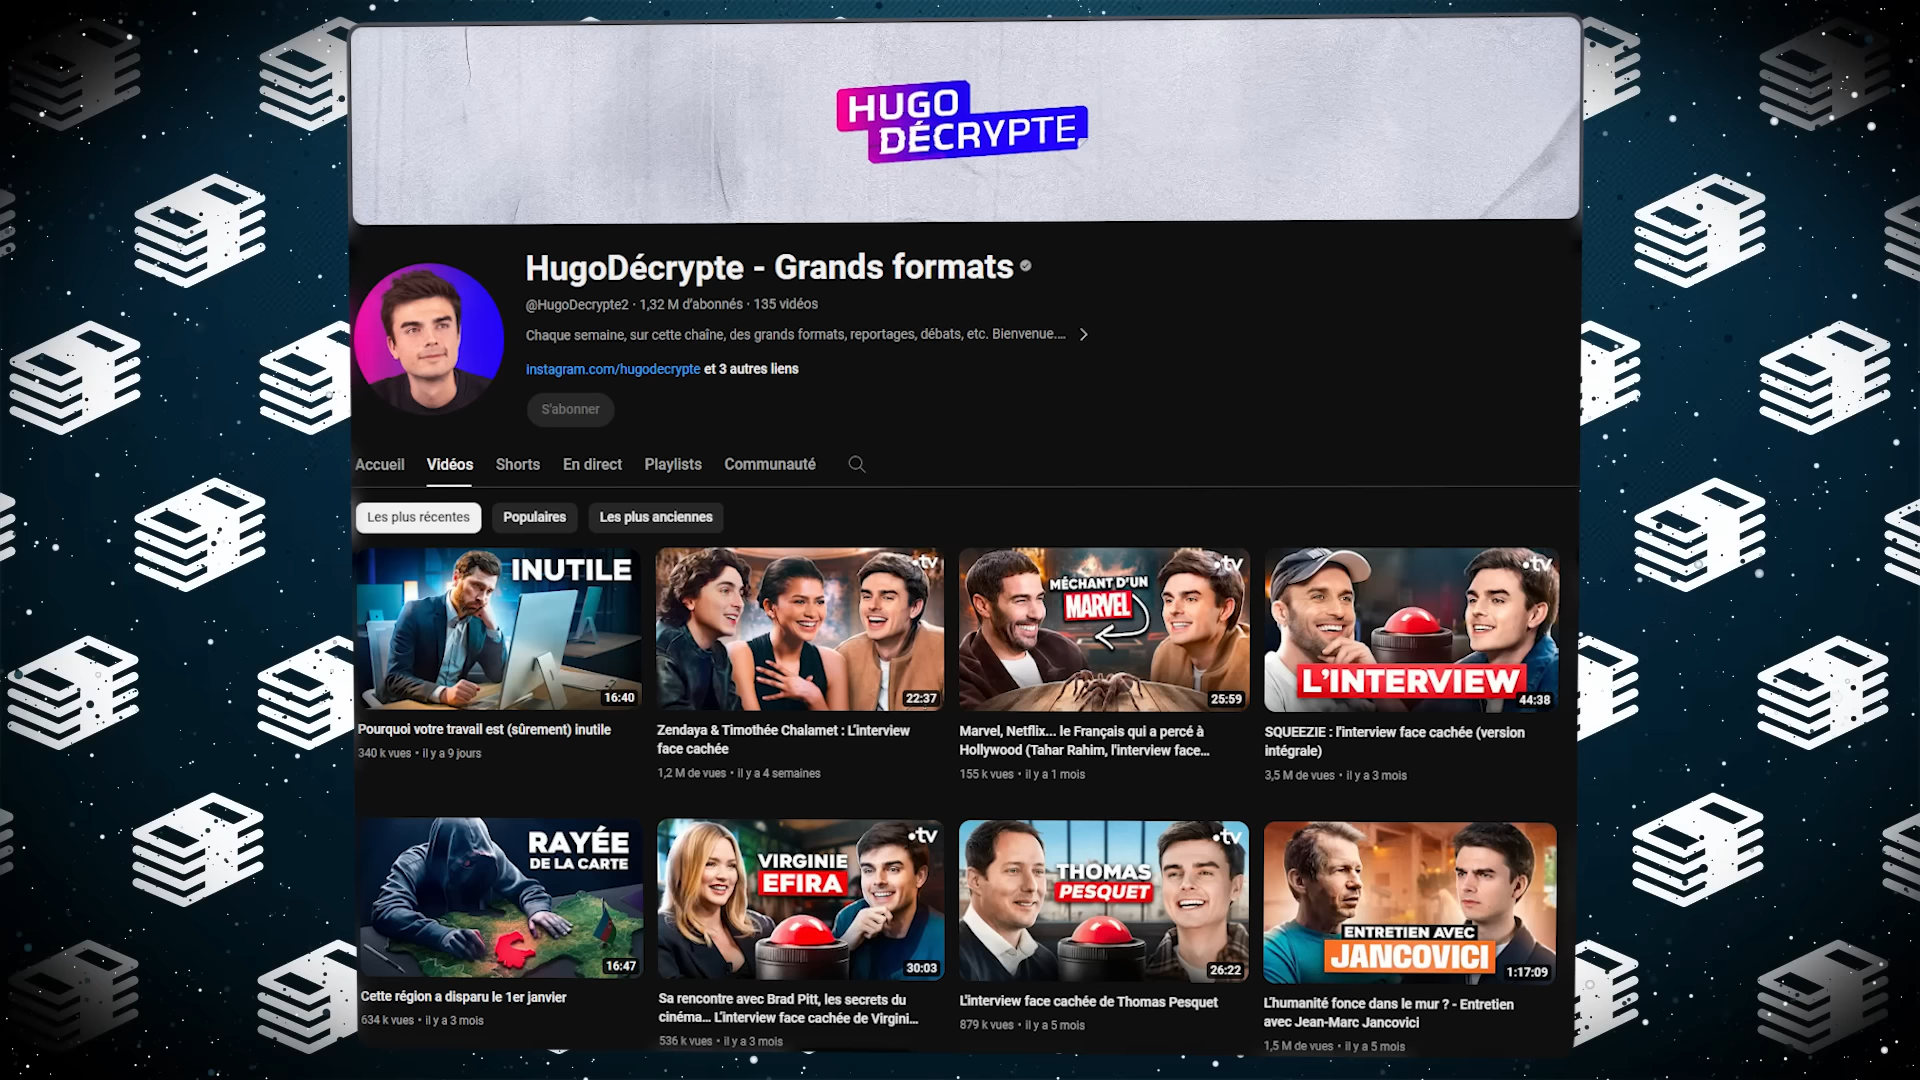 HUGO
DÉCRYPTE
HugoDécrypte - Grands formats
@HugoDecrypte2 · 1,32 M d'abonnés · 135 vidéos
Chaque semaine, sur cette chaîne, des grands formats, reportages, débats, etc. Bienvenue....
instagram.com/hugodecrypte et 3 autres liens
S'abonner
Accueil Vidéos Shorts En direct Playlists Communauté
Les plus récentes Populaires Les plus anciennes
INUTILE
16:40
Pourquoi votre travail est (sûrement) inutile
340 k vues • il y a 9 jours
•tv
22:37
Zendaya & Timothée Chalamet : L'interview
face cachée
1,2 M de vues • il y a 4 semaines
MÉCHANT D'UN
MARVEL
•tv
25:59
Marvel, Netflix... le Français qui a percé à
Hollywood (Tahar Rahim, l'interview face...
155 k vues • il y a 1 mois
•tv
L'INTERVIEW
44:38
SQUEEZIE : l'interview face cachée (version
intégrale)
3,5 M de vues • il y a 3 mois
RAYÉE
DE LA CARTE
16:47
Cette région a disparu le 1er janvier
634 k vues • il y a 3 mois
•tv
VIRGINIE
EFIRA
30:03
Sa rencontre avec Brad Pitt, les secrets du
cinéma... L'interview face cachée de Virgini...
536 k vues • il y a 3 mois
•tv
THOMAS
PESQUET
26:22
L'interview face cachée de Thomas Pesquet
879 k vues • il y a 5 mois
ENTRETIEN AVEC
JANCOVICI
1:17:09
L'humanité fonce dans le mur ? - Entretien
avec Jean-Marc Jancovici
1,5 M de vues • il y a 5 mois